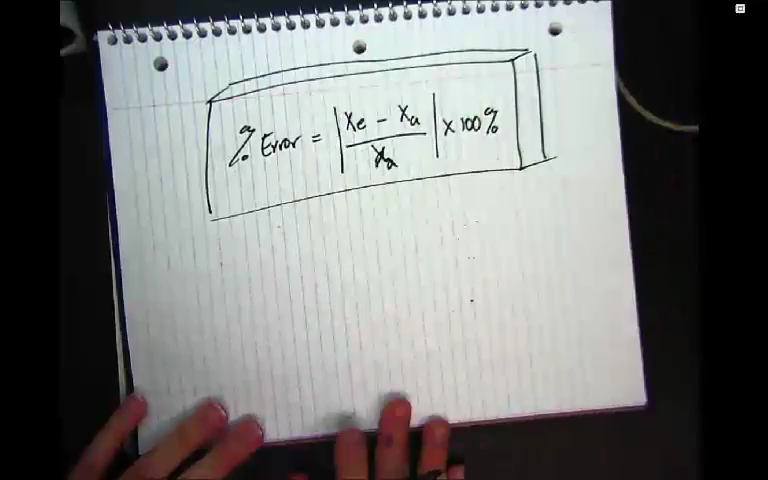 % Error = | Xe - Xa / Xa | x 100%